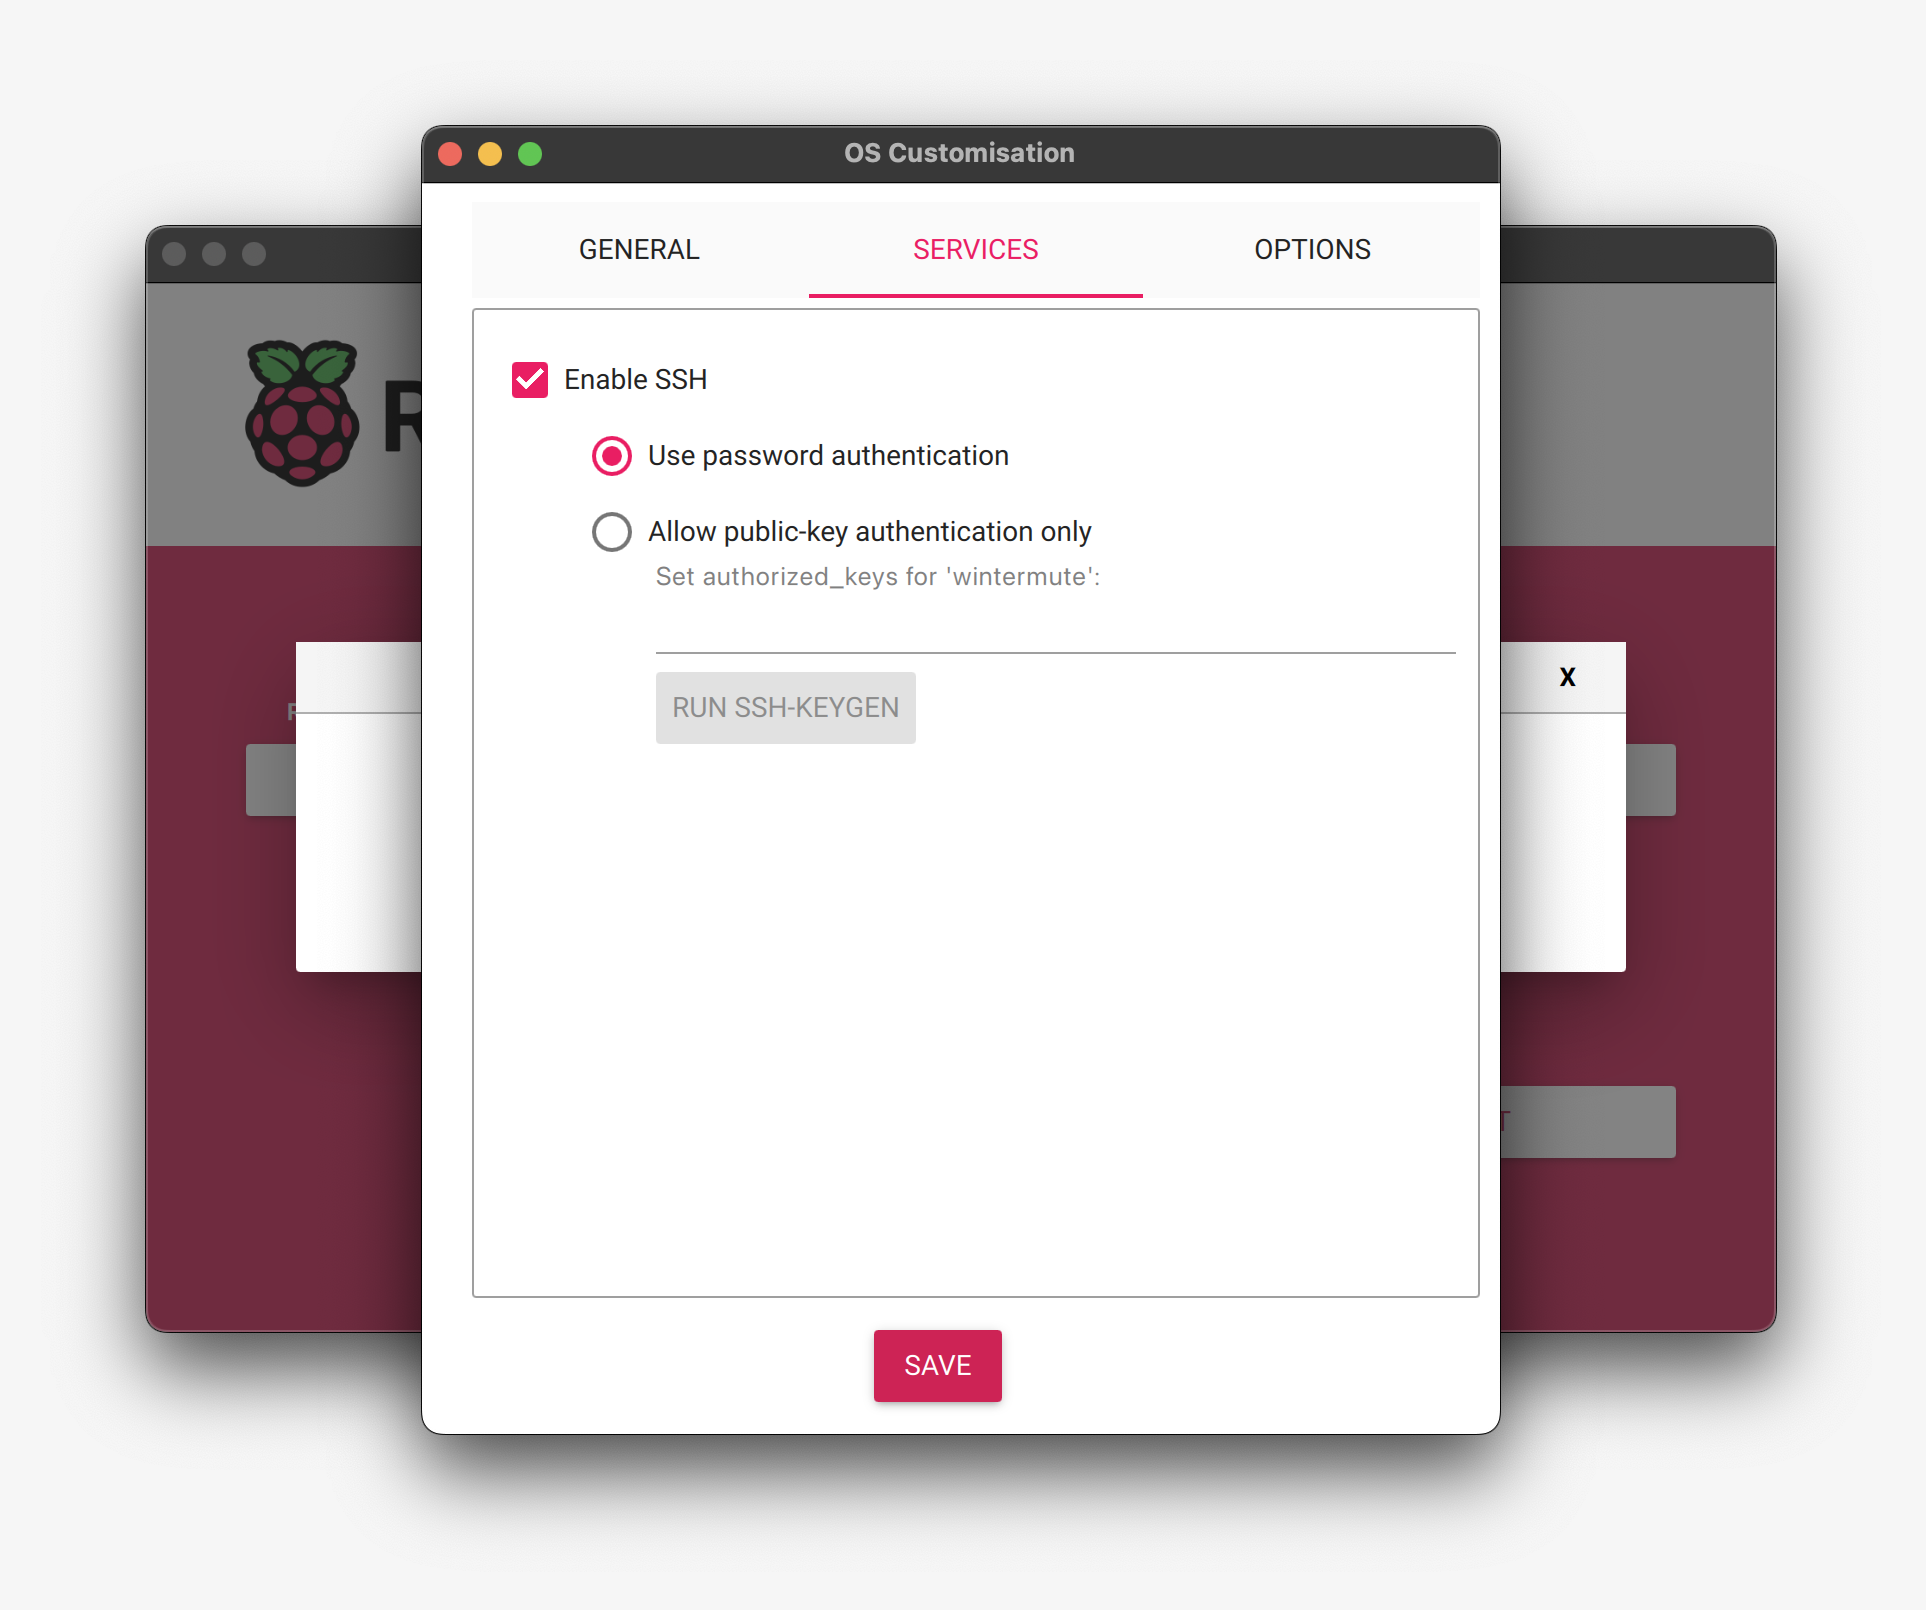 OS Customisation
GENERAL
SERVICES
OPTIONS
Enable SSH
Use password authentication
Allow public-key authentication only
Set authorized_keys for 'wintermute':
RUN SSH-KEYGEN
SAVE
X